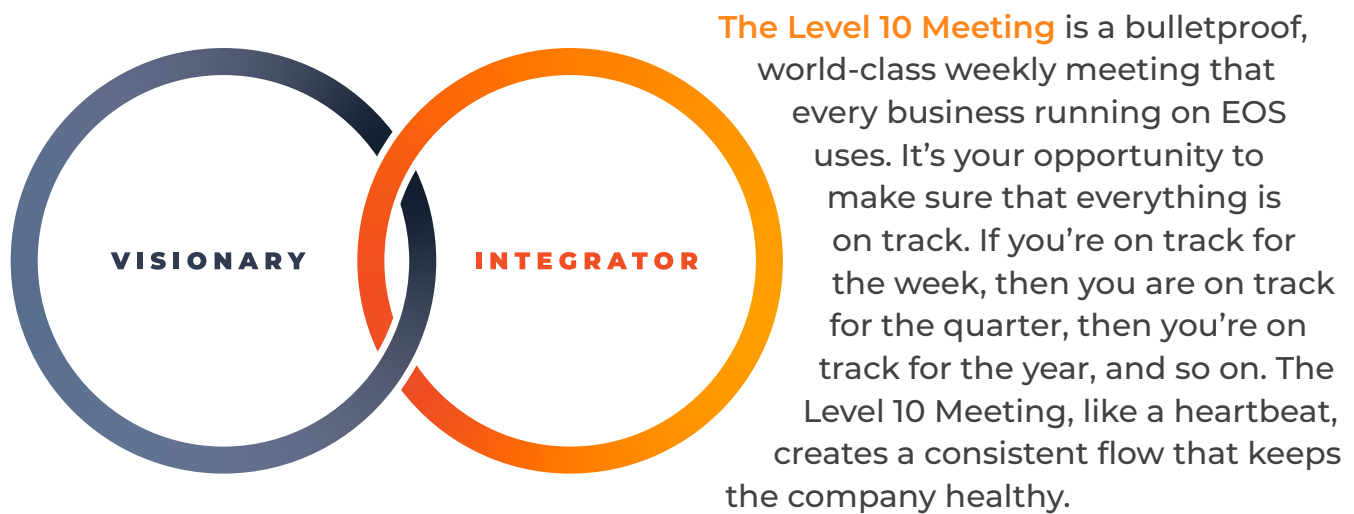 VISIONARY
INTEGRATOR
The Level 10 Meeting is a bulletproof,
world-class weekly meeting that
every business running on EOS
uses. It’s your opportunity to
make sure that everything is
on track. If you’re on track for
the week, then you are on track
for the quarter, then you’re on
track for the year, and so on. The
Level 10 Meeting, like a heartbeat,
creates a consistent flow that keeps
the company healthy.